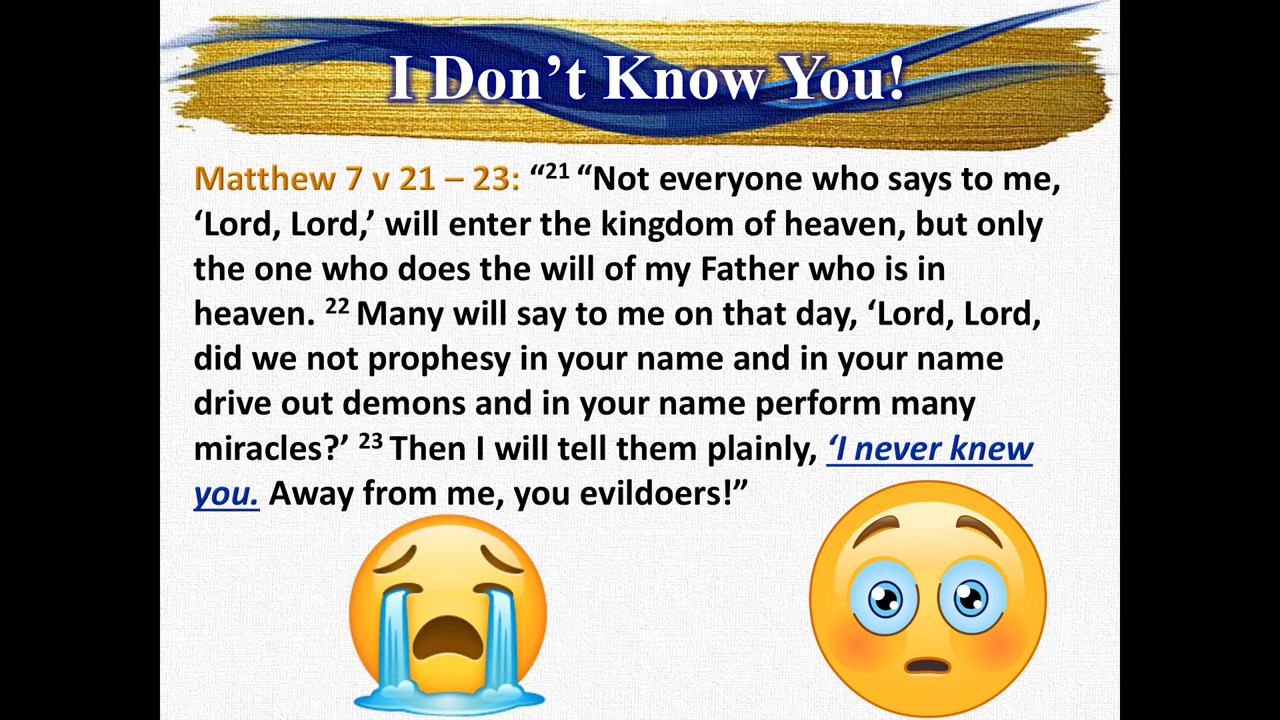 I Don’t Know You!
Matthew 7 v 21 – 23: “21 “Not everyone who says to me,
‘Lord, Lord,’ will enter the kingdom of heaven, but only
the one who does the will of my Father who is in
heaven. 22 Many will say to me on that day, ‘Lord, Lord,
did we not prophesy in your name and in your name
drive out demons and in your name perform many
miracles?’ 23 Then I will tell them plainly, ‘I never knew
you. Away from me, you evildoers!”